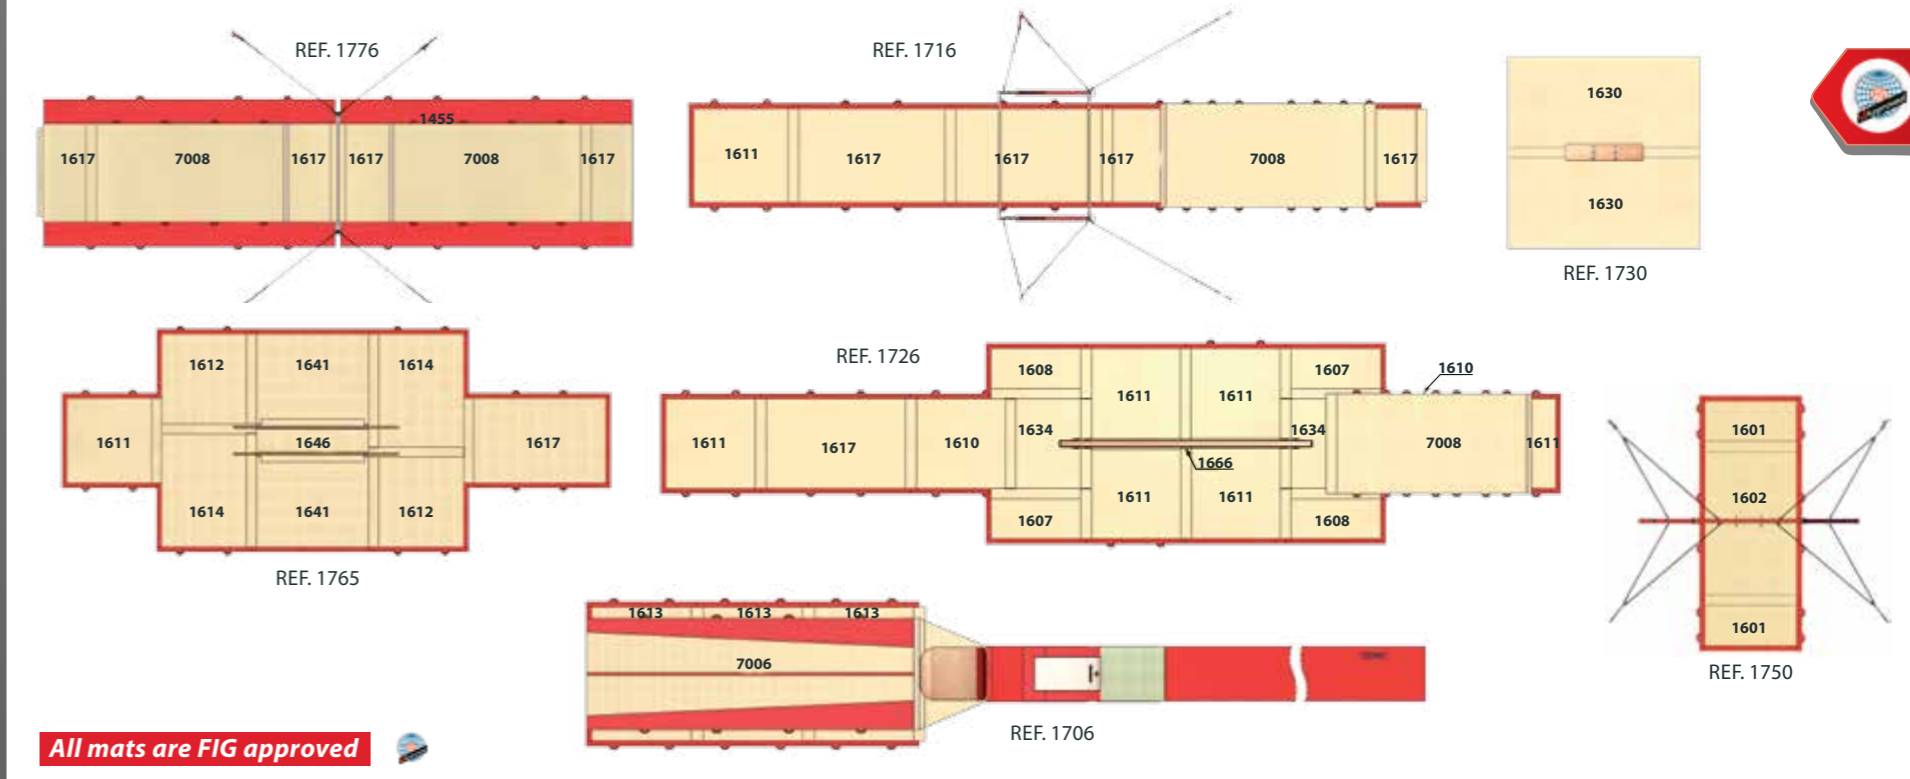 REF. 1776
1455
1617 7008 1617 1617 7008 1617
REF. 1716
1611 1617 1617 1617 7008 1617
1630
1630
REF. 1730
1612 1641 1614
1611 1646 1617
1614 1641 1612
REF. 1765
REF. 1726
1608 1611 1611 1607 1610
1611 1617 1610 1634 1634 7008 1611
1666
1607 1611 1611 1608
1601
1602
1601
REF. 1750
1613 1613 1613
7006
REF. 1706
All mats are FIG approved